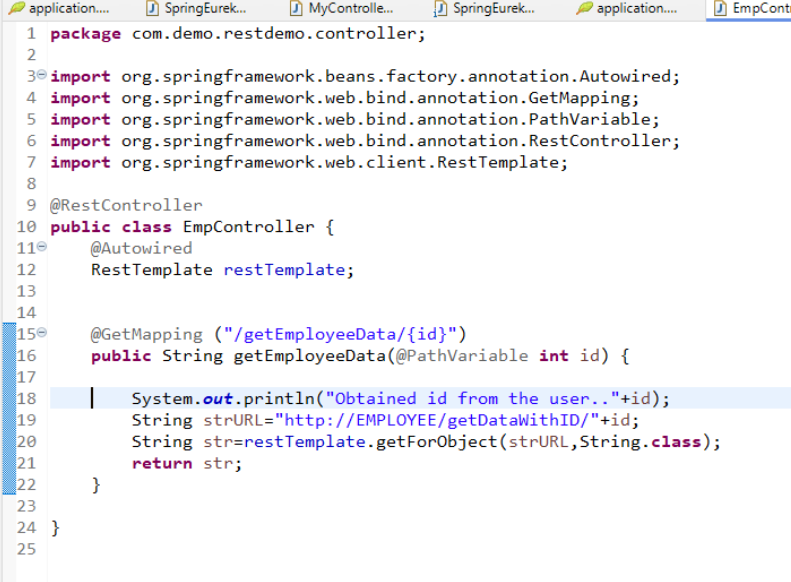 application.... SpringEurek... MyControlle... SpringEurek... application.... EmpContr
1 package com.demo.restdemo.controller;
2
3 import org.springframework.beans.factory.annotation.Autowired;
4 import org.springframework.web.bind.annotation.GetMapping;
5 import org.springframework.web.bind.annotation.PathVariable;
6 import org.springframework.web.bind.annotation.RestController;
7 import org.springframework.web.client.RestTemplate;
8
9 @RestController
10 public class EmpController {
11 @Autowired
12 RestTemplate restTemplate;
13
14
15 @GetMapping ("/getEmployeeData/{id}")
16 public String getEmployeeData(@PathVariable int id) {
17
18 System.out.println("Obtained id from the user.."+id);
19 String strURL="http://EMPLOYEE/getDataWithID/"+id;
20 String str=restTemplate.getForObject(strURL,String.class);
21 return str;
22 }
23
24 }
25